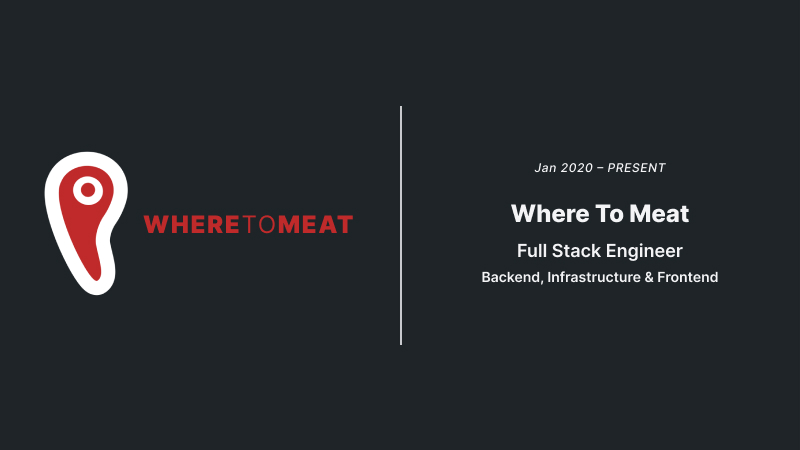 WHERETOMEAT
Jan 2020 – PRESENT
Where To Meat
Full Stack Engineer
Backend, Infrastructure & Frontend